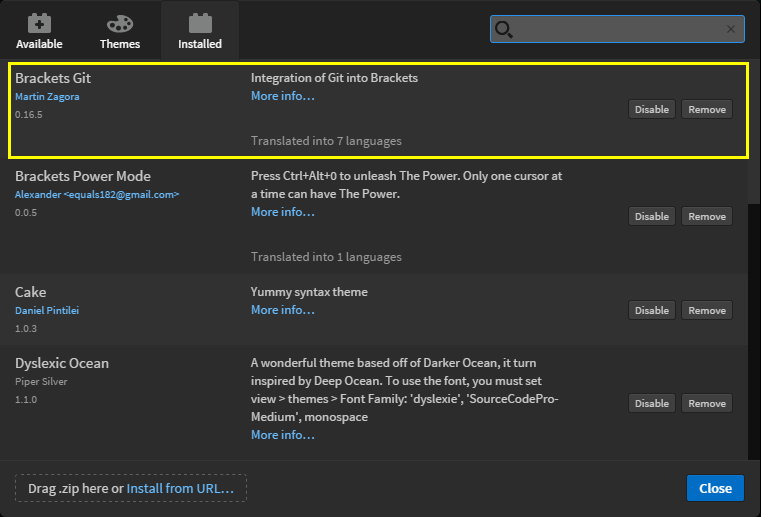 Available
Themes
Installed
Brackets Git
Martin Zagora
0.16.5
Integration of Git into Brackets
More info...
Translated into 7 languages
Disable
Remove
Brackets Power Mode
Alexander <equals182@gmail.com>
0.0.5
Press Ctrl+Alt+0 to unleash The Power. Only one cursor at
a time can have The Power.
More info...
Translated into 1 languages
Disable
Remove
Cake
Daniel Pintilei
1.0.3
Yummy syntax theme
More info...
Disable
Remove
Dyslexic Ocean
Piper Silver
1.1.0
A wonderful theme based off of Darker Ocean, it turn
inspired by Deep Ocean. To use the font, you must set
view > themes > Font Family: 'dyslexie', 'SourceCodePro-
Medium', monospace
More info...
Disable
Remove
Drag .zip here or Install from URL...
Close